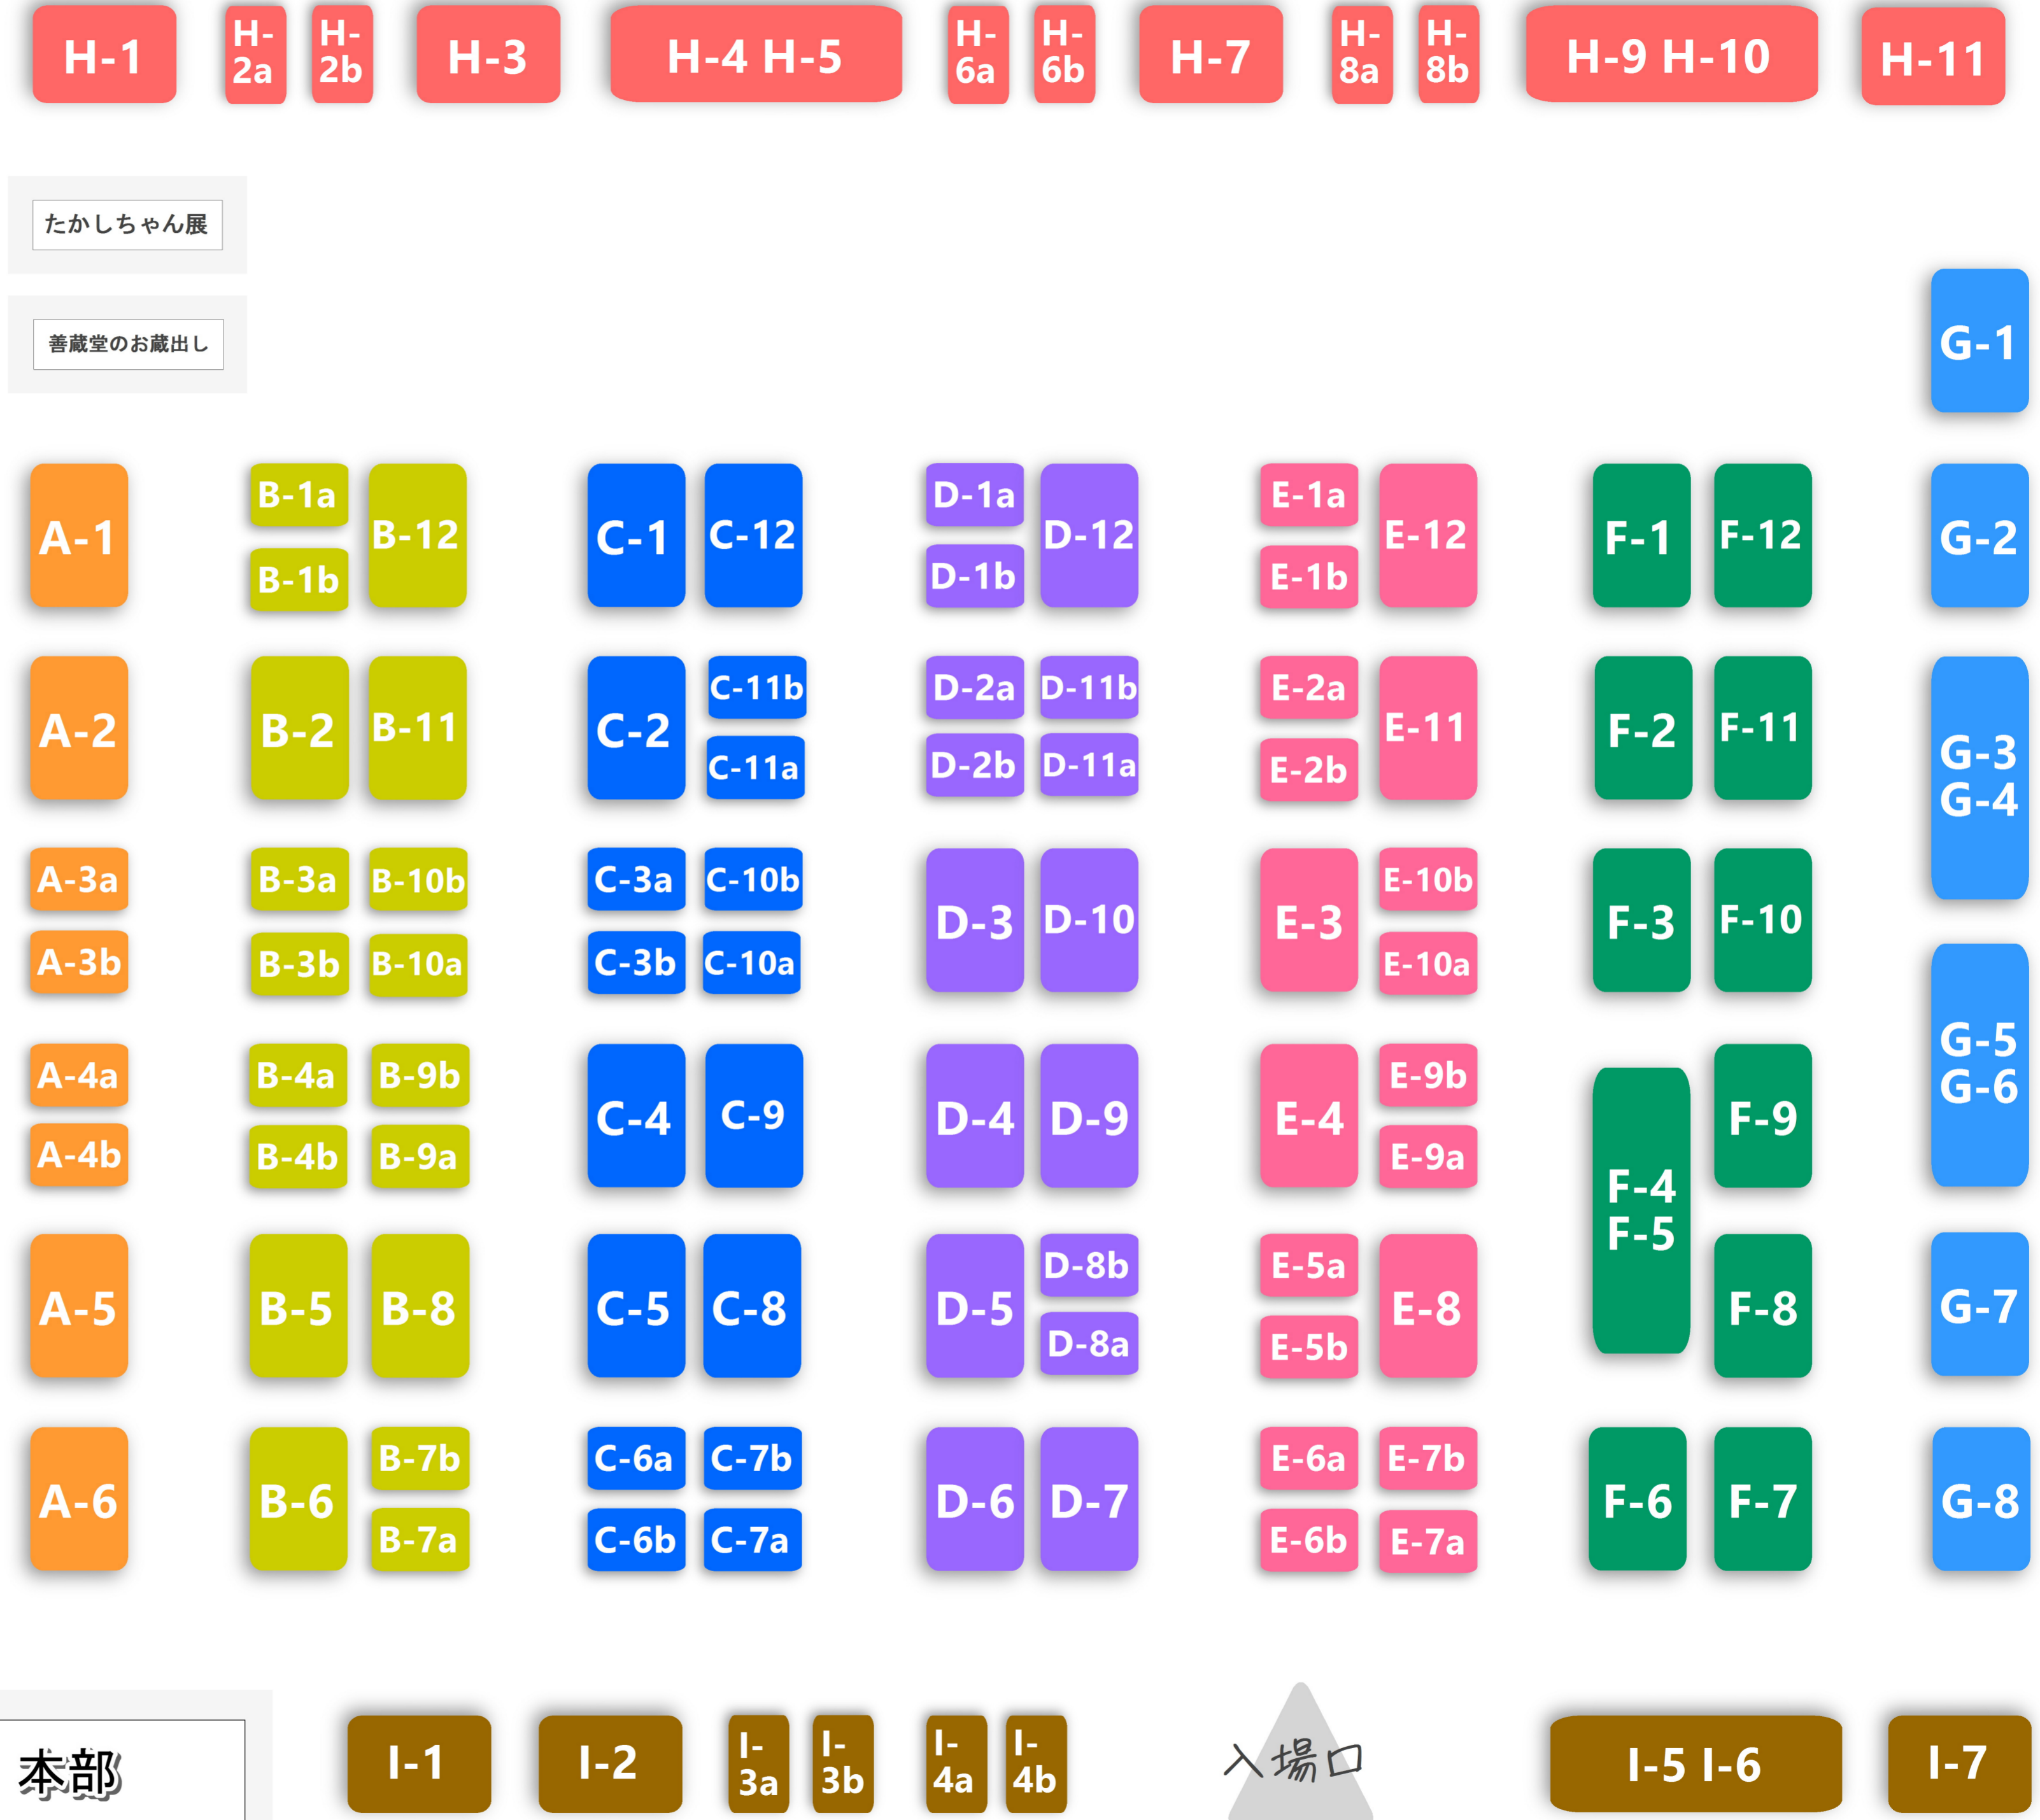 H-1
H-
2a
H-
2b
H-3
H-4 H-5
H-
6a
H-
6b
H-7
H-
8a
H-
8b
H-9 H-10
H-11
たかしちゃん展
善蔵堂のお蔵出し
G-1
A-1
B-1a
B-1b
B-12
C-1
C-12
D-1a
D-1b
D-12
E-1a
E-1b
E-12
F-1
F-12
G-2
A-2
B-2
B-11
C-2
C-11b
C-11a
D-2a
D-11b
D-2b
D-11a
E-2a
E-2b
E-11
F-2
F-11
G-3
G-4
A-3a
A-3b
B-3a
B-10b
B-3b
B-10a
C-3a
C-10b
C-3b
C-10a
D-3
D-10
E-3
E-10b
E-10a
F-3
F-10
G-5
G-6
A-4a
A-4b
B-4a
B-9b
B-4b
B-9a
C-4
C-9
D-4
D-9
E-4
E-9b
E-9a
F-4
F-5
F-9
A-5
B-5
B-8
C-5
C-8
D-5
D-8b
D-8a
E-5a
E-5b
E-8
F-8
G-7
A-6
B-6
B-7b
B-7a
C-6a
C-7b
C-6b
C-7a
D-6
D-7
E-6a
E-7b
E-6b
E-7a
F-6
F-7
G-8
本部
I-1
I-2
I-
3a
I-
3b
I-
4a
I-
4b
入場口
I-5 I-6
I-7